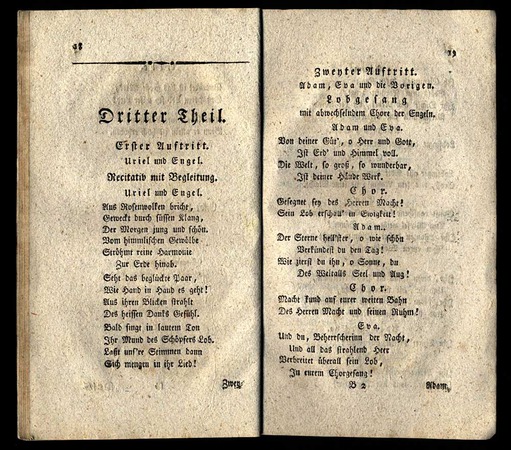 28
Dritter Theil.
Erster Auftritt.
Uriel und Engel.
Recitativ mit Begleitung.
Uriel und Engel.
Aus Rosenwolken bricht,
Geweckt durch süssen Klang,
Der Morgen jung und schön.
Vom himmlischen Gewölbe
Ströhmt reine Harmonie
Zur Erde hinab.
Seht das beglückte Paar,
Wie Hand in Hand es geht!
Aus ihren Blicken strahlt
Des heissen Danks Gefühl.
Bald singt in lautem Ton
Ihr Mund des Schöpfers Lob.
Laßt uns're Stimmen dann
Sich mengen in ihr Lied!
Zwey-
29
Zweyter Auftritt.
Adam, Eva und die Vorigen.
Lobgesang
mit abwechselndem Chore der Engeln.
Adam und Eva.
Von deiner Güt', o Herr und Gott,
Ist Erd' und Himmel voll.
Die Welt, so groß, so wunderbar,
Ist deiner Hände Werk.
Chor.
Gesegnet sey des Herren Macht!
Sein Lob erschall' in Ewigkeit!
Adam.
Der Sterne hellster, o wie schön
Verkündest du den Tag!
Wie zierst du ihn, o Sonne, du
Des Weltalls Seel und Aug!
Chor.
Macht kund auf eurer weiten Bahn
Des Herren Macht und seinen Ruhm!
Eva.
Und du, Beherrscherinn der Nacht,
Und all das strahlend Heer
Verbreitet überall sein Lob,
In eurem Chorgesang!
B 2
Adam.